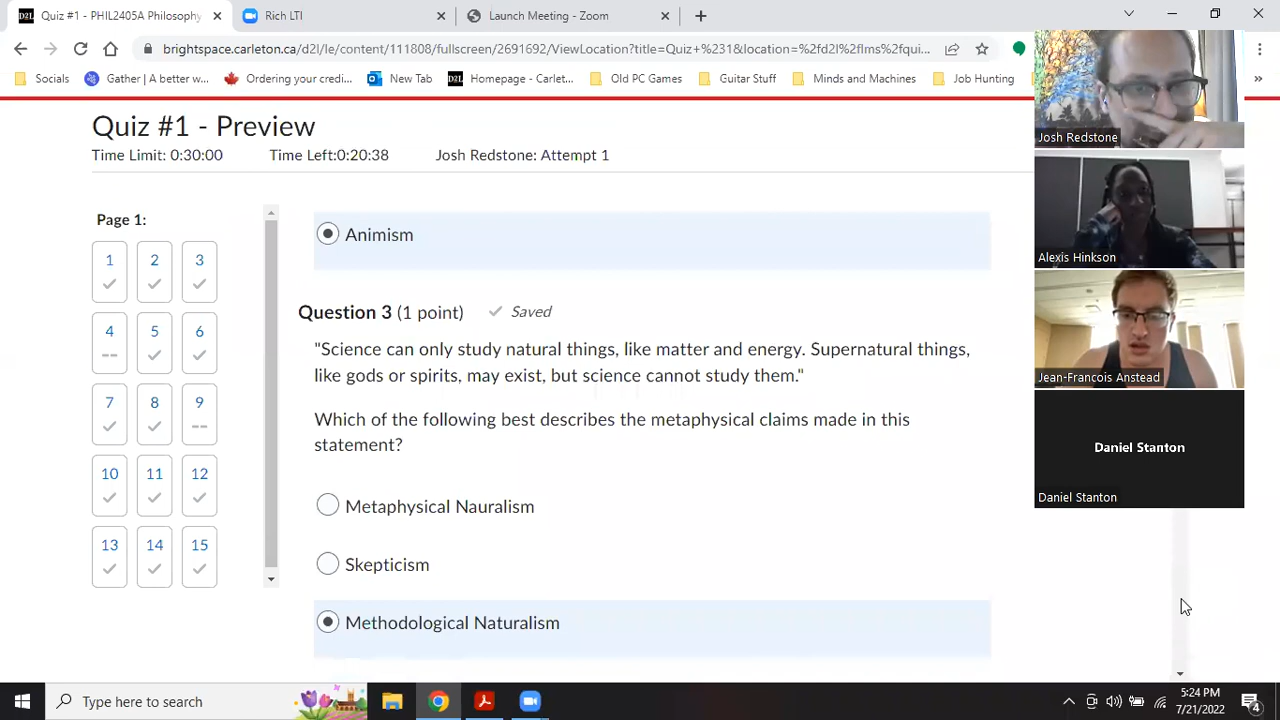 Quiz #1 - PHIL2405A Philosophy
Rich LTI
Launch Meeting - Zoom
brightspace.carleton.ca/d2l/le/content/111808/fullscreen/2691692/ViewLocation?title=Quiz+%231&location=%2fd2l%2flms%2fqui...
Socials
Gather | A better w...
Ordering your credi...
New Tab
Homepage - Carlet...
Old PC Games
Guitar Stuff
Minds and Machines
Job Hunting
»
Quiz #1 - Preview
Time Limit: 0:30:00 Time Left:0:20:38 Josh Redstone: Attempt 1
Page 1:
1 2 3
4 5 6
--
7 8 9
--
10 11 12
13 14 15
Animism
Question 3 (1 point) Saved
"Science can only study natural things, like matter and energy. Supernatural things,
like gods or spirits, may exist, but science cannot study them."
Which of the following best describes the metaphysical claims made in this
statement?
Metaphysical Nauralism
Skepticism
Methodological Naturalism
Josh Redstone
Alexis Hinkson
Jean-Francois Anstead
Daniel Stanton
Daniel Stanton
Type here to search
5:24 PM
7/21/2022
4